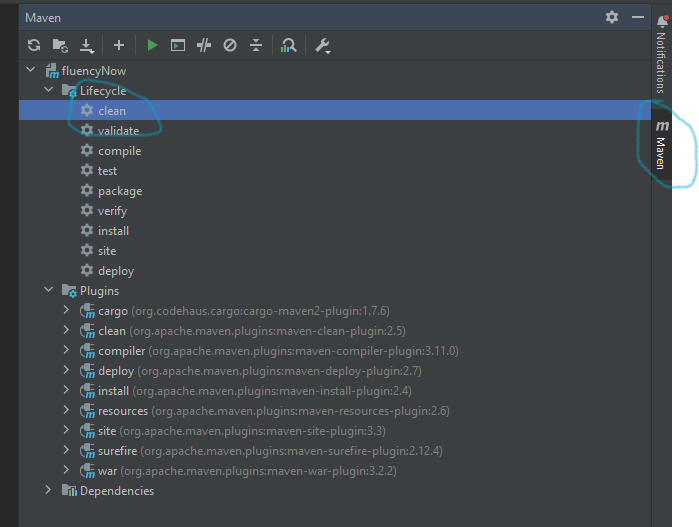 Maven
Notifications
Maven
fluencyNow
Lifecycle
clean
validate
compile
test
package
verify
install
site
deploy
Plugins
cargo (org.codehaus.cargo:cargo-maven2-plugin:1.7.6)
clean (org.apache.maven.plugins:maven-clean-plugin:2.5)
compiler (org.apache.maven.plugins:maven-compiler-plugin:3.11.0)
deploy (org.apache.maven.plugins:maven-deploy-plugin:2.7)
install (org.apache.maven.plugins:maven-install-plugin:2.4)
resources (org.apache.maven.plugins:maven-resources-plugin:2.6)
site (org.apache.maven.plugins:maven-site-plugin:3.3)
surefire (org.apache.maven.plugins:maven-surefire-plugin:2.12.4)
war (org.apache.maven.plugins:maven-war-plugin:3.2.2)
Dependencies